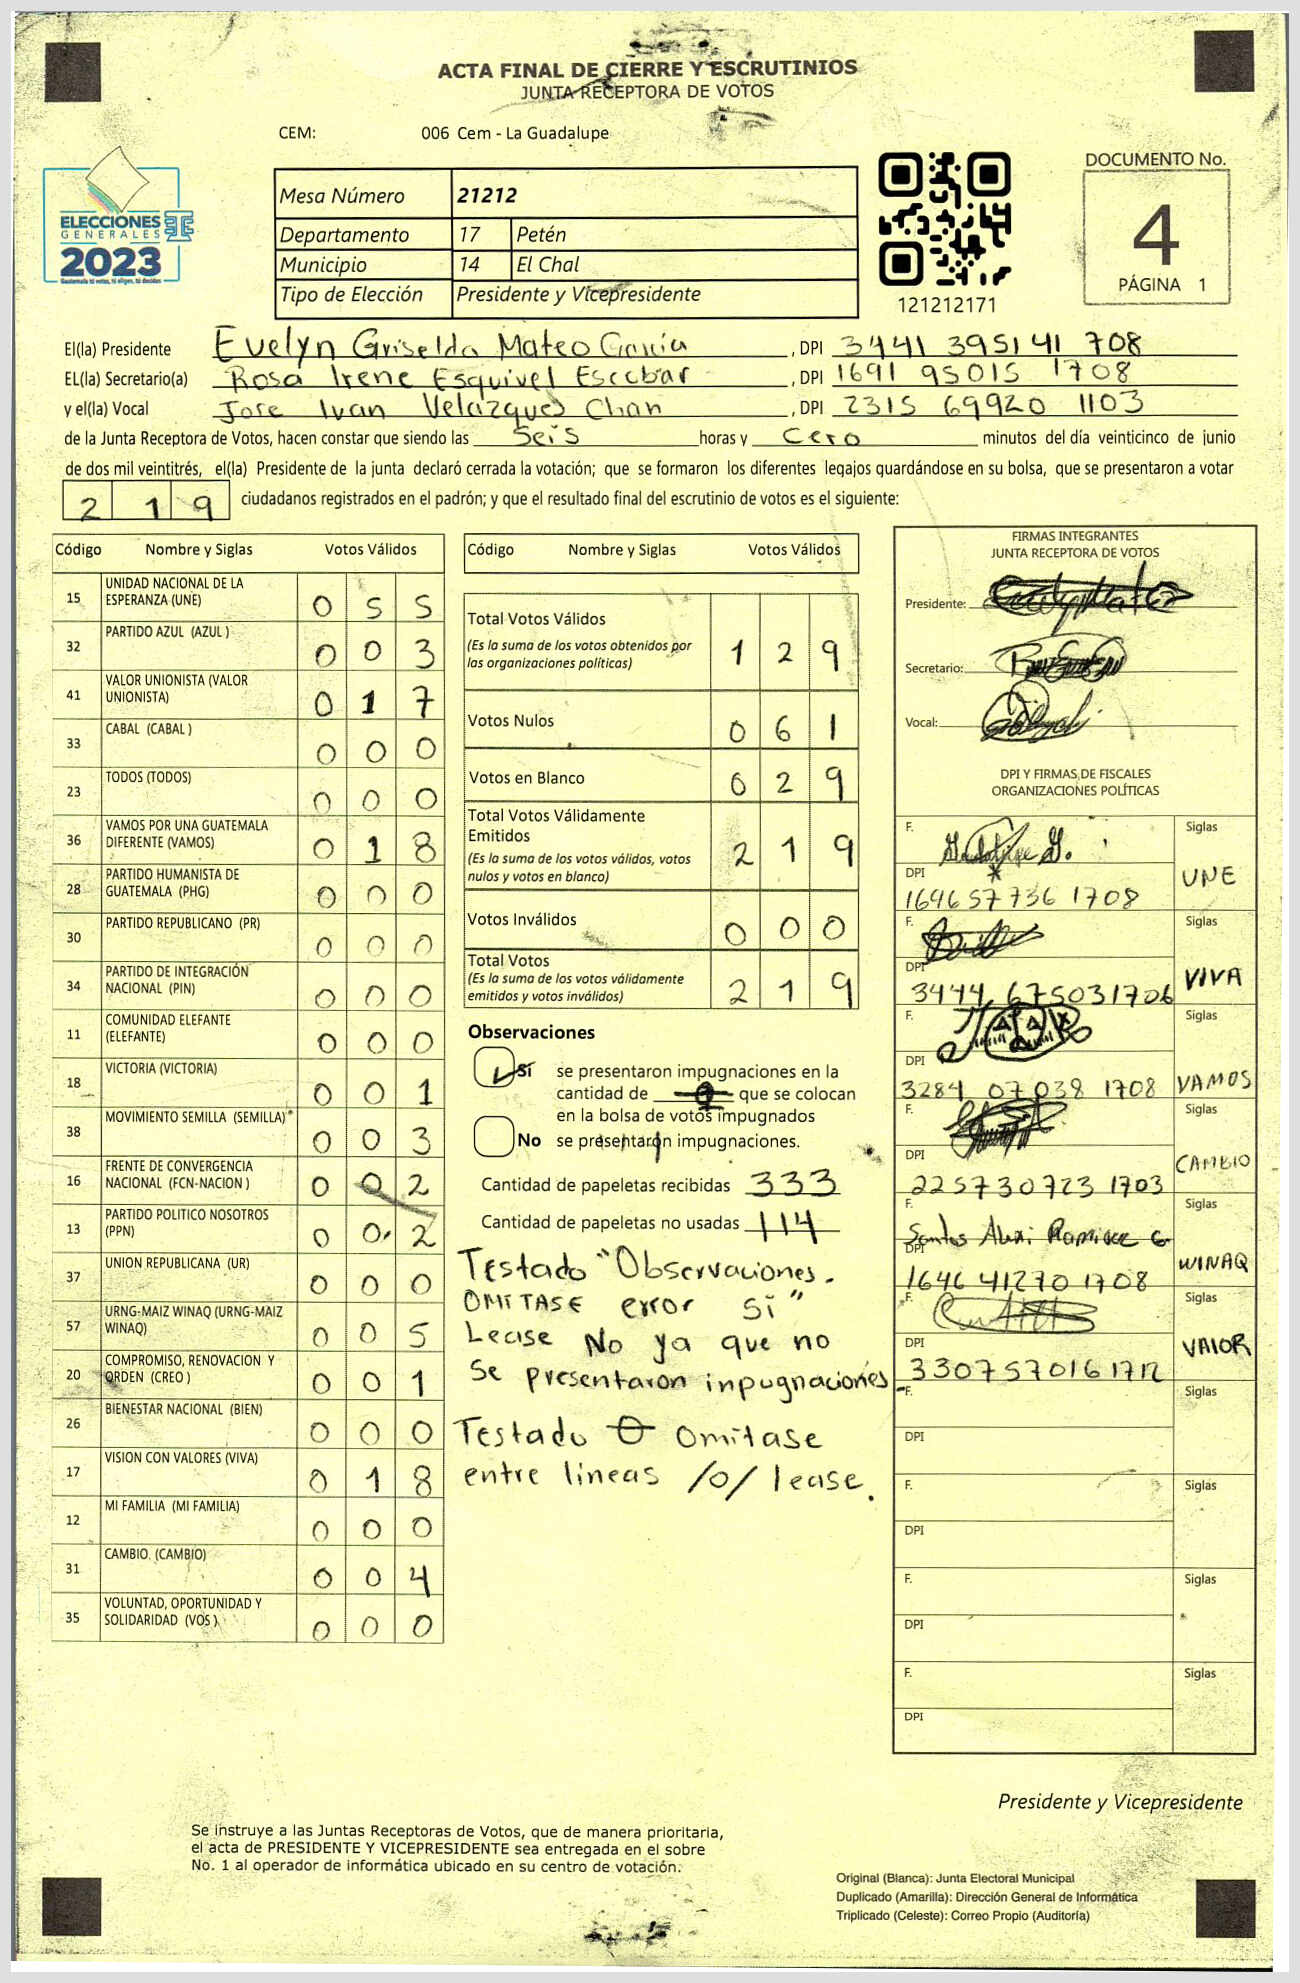 ACTA FINAL DE CIERRE Y ESCRUTINIOS
JUNTA RECEPTORA DE VOTOS
CEM: 006 Cem - La Guadalupe
ELECCIONES
GENERALES
2023
Guatemala tú votas, tú eliges, tú decides
Mesa Número 21212
Departamento 17 Petén
Municipio 14 El Chal
Tipo de Elección Presidente y Vicepresidente
121212171
DOCUMENTO No.
4
PÁGINA 1
El(la) Presidente Evelyn Griselda Mateo García , DPI 3441 39514 1 708
EL(la) Secretario(a) Rosa Irene Esquivel Escobar , DPI 1691 95015 1708
y el(la) Vocal Jose Ivan Velazques Chan , DPI 2315 69920 1103
de la Junta Receptora de Votos, hacen constar que siendo las Seis horas y Cero minutos del día veinticinco de junio
de dos mil veintitrés, el(la) Presidente de la junta declaró cerrada la votación; que se formaron los diferentes legajos guardándose en su bolsa, que se presentaron a votar
2 1 9 ciudadanos registrados en el padrón; y que el resultado final del escrutinio de votos es el siguiente:
Código Nombre y Siglas Votos Válidos
15 UNIDAD NACIONAL DE LA ESPERANZA (UNE) 0 5 5
32 PARTIDO AZUL (AZUL ) 0 0 3
41 VALOR UNIONISTA (VALOR UNIONISTA) 0 1 7
33 CABAL (CABAL ) 0 0 0
23 TODOS (TODOS) 0 0 0
36 VAMOS POR UNA GUATEMALA DIFERENTE (VAMOS) 0 1 8
28 PARTIDO HUMANISTA DE GUATEMALA (PHG) 0 0 0
30 PARTIDO REPUBLICANO (PR) 0 0 0
34 PARTIDO DE INTEGRACIÓN NACIONAL (PIN) 0 0 0
11 COMUNIDAD ELEFANTE (ELEFANTE) 0 0 0
18 VICTORIA (VICTORIA) 0 0 1
38 MOVIMIENTO SEMILLA (SEMILLA) 0 0 3
16 FRENTE DE CONVERGENCIA NACIONAL (FCN-NACION ) 0 0 2
13 PARTIDO POLITICO NOSOTROS (PPN) 0 0 2
37 UNION REPUBLICANA (UR) 0 0 0
57 URNG-MAIZ WINAQ (URNG-MAIZ WINAQ) 0 0 5
20 COMPROMISO, RENOVACION Y ORDEN (CREO ) 0 0 1
26 BIENESTAR NACIONAL (BIEN) 0 0 0
17 VISION CON VALORES (VIVA) 0 1 8
12 MI FAMILIA (MI FAMILIA) 0 0 0
31 CAMBIO. (CAMBIO) 0 0 4
35 VOLUNTAD, OPORTUNIDAD Y SOLIDARIDAD (VOS ) 0 0 0
Código Nombre y Siglas Votos Válidos
Total Votos Válidos 1 2 9
(Es la suma de los votos obtenidos por
las organizaciones políticas)
Votos Nulos 0 6 1
Votos en Blanco 0 2 9
Total Votos Válidamente
Emitidos 2 1 9
(Es la suma de los votos válidos, votos
nulos y votos en blanco)
Votos Inválidos 0 0 0
Total Votos 2 1 9
(Es la suma de los votos válidamente
emitidos y votos inválidos)
Observaciones
Sí se presentaron impugnaciones en la
cantidad de 0 que se colocan
en la bolsa de votos impugnados
No se presentaron impugnaciones.
Cantidad de papeletas recibidas 333
Cantidad de papeletas no usadas 114
Testado "Observaciones.
OMITASE error SI"
Lease No ya que no
Se presentaron inpugnaciones
Testado 0 omitase
entre lineas /0/ lease.
FIRMAS INTEGRANTES
JUNTA RECEPTORA DE VOTOS
Presidente:
Secretario:
Vocal:
DPI Y FIRMAS DE FISCALES
ORGANIZACIONES POLÍTICAS
F. Siglas
DPI UNE
1646 57736 1708
F. Siglas
DPI VIVA
3444 67503 1706
F. Siglas
DPI VAMOS
3284 07038 1708
F. Siglas
DPI CAMBIO
2257 30723 1703
F. Santos Alexi Ramirez G. Siglas
DPI WINAQ
1646 41270 1708
F. Siglas
DPI VALOR
3307 57016 1712
F. Siglas
DPI
F. Siglas
DPI
F. Siglas
DPI
F. Siglas
DPI
Presidente y Vicepresidente
Se instruye a las Juntas Receptoras de Votos, que de manera prioritaria,
el acta de PRESIDENTE Y VICEPRESIDENTE sea entregada en el sobre
No. 1 al operador de informática ubicado en su centro de votación.
Original (Blanca): Junta Electoral Municipal
Duplicado (Amarilla): Dirección General de Informática
Triplicado (Celeste): Correo Propio (Auditoría)